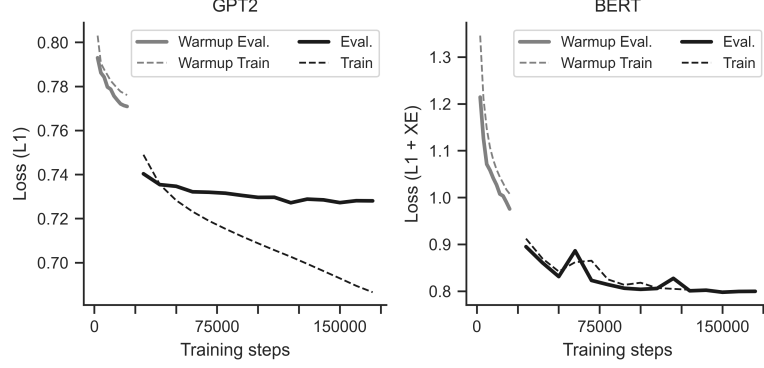 GPT2
Warmup Eval.
Eval.
Warmup Train
Train
0.80
0.78
0.76
0.74
0.72
0.70
Loss (L1)
0
75000
150000
Training steps
BERT
Warmup Eval.
Eval.
Warmup Train
Train
1.3
1.2
1.1
1.0
0.9
0.8
Loss (L1 + XE)
0
75000
150000
Training steps